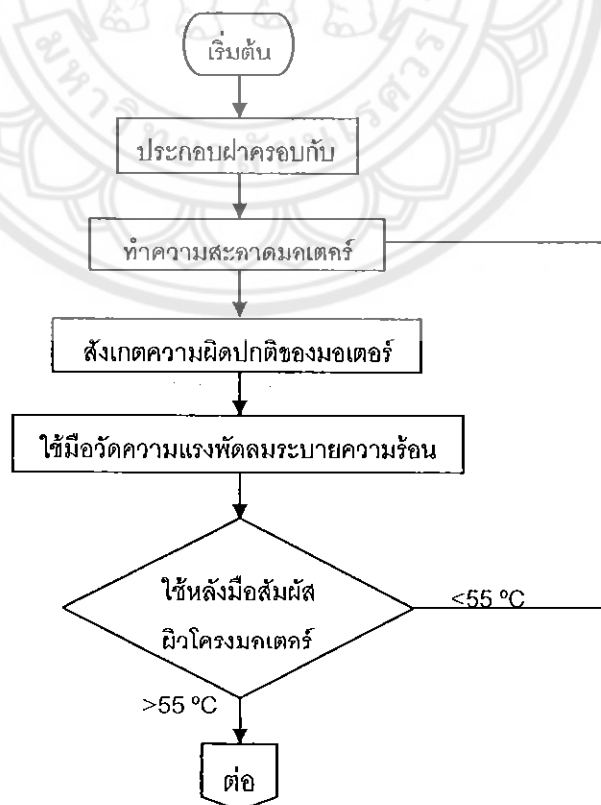 เริ่มต้น
ประกอบฝาครอบกับ
ทำความสะอาดมอเตอร์
สังเกตความผิดปกติของมอเตอร์
ใช้มือวัดความแรงพัดลมระบายความร้อน
ใช้หลังมือสัมผัส
ผิวโครงมอเตอร์
<55 ºC
>55 ºC
ต่อ